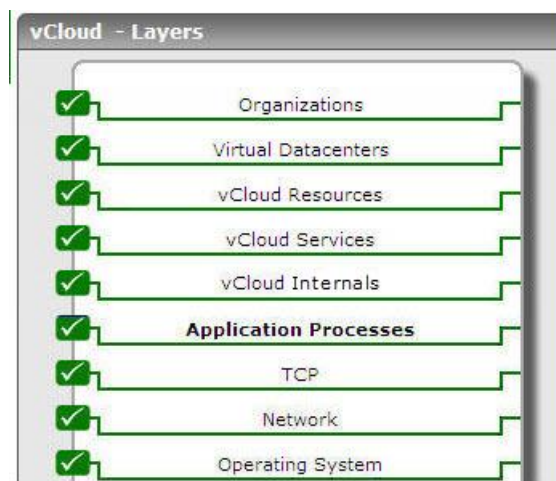 vCloud - Layers
Organizations
Virtual Datacenters
vCloud Resources
vCloud Services
vCloud Internals
Application Processes
TCP
Network
Operating System